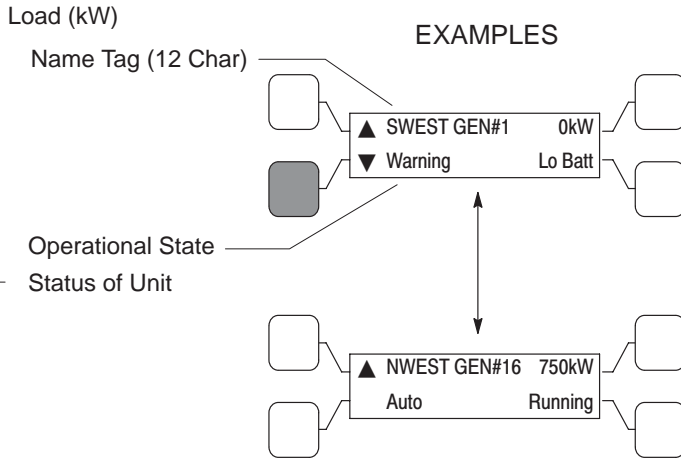 Load (kW)
EXAMPLES
Name Tag (12 Char)
▲ SWEST GEN#1 0kW
▼ Warning Lo Batt
Operational State
Status of Unit
▲ NWEST GEN#16 750kW
Auto Running